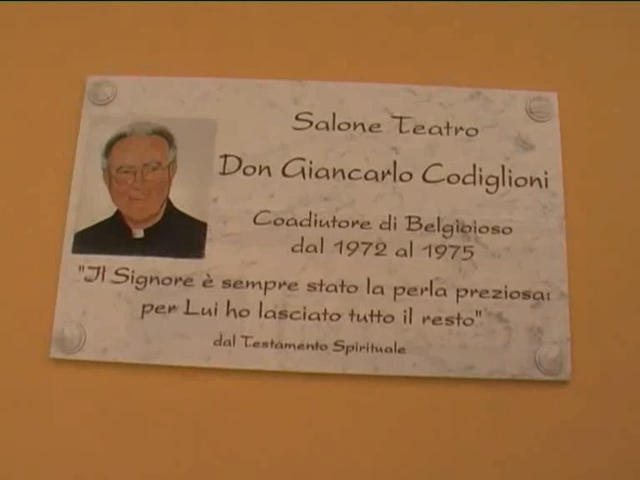 Salone Teatro
Don Giancarlo Codiglioni
Coadiutore di Belgioioso
dal 1972 al 1975
"Il Signore è sempre stato la perla preziosa:
per Lui ho lasciato tutto il resto"
dal Testamento Spirituale